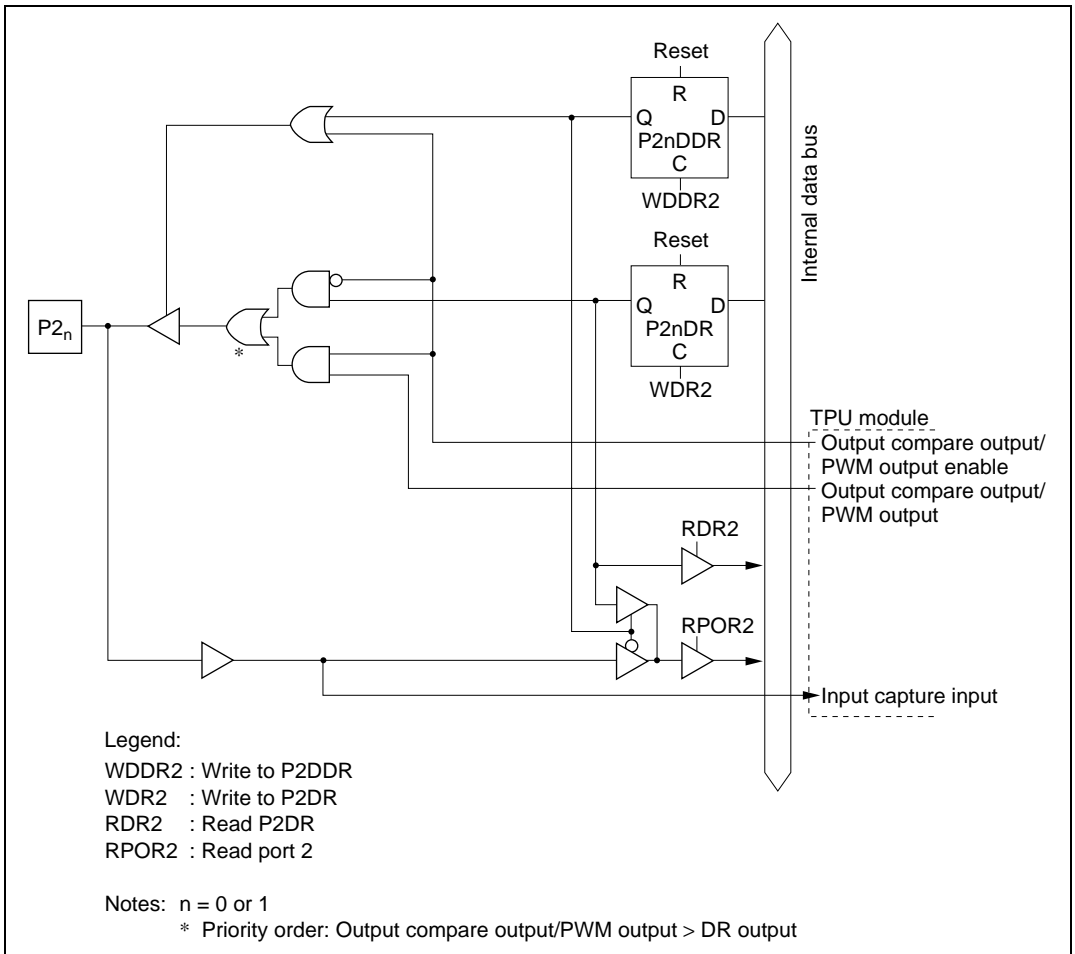 Reset
R
Q D
P2nDDR
C
WDDR2
Internal data bus
Reset
R
Q D
P2nDR
C
WDR2
P2n
*
TPU module
Output compare output/
PWM output enable
Output compare output/
PWM output
RDR2
RPOR2
Input capture input
Legend:
WDDR2 : Write to P2DDR
WDR2 : Write to P2DR
RDR2 : Read P2DR
RPOR2 : Read port 2
Notes: n = 0 or 1
* Priority order: Output compare output/PWM output > DR output